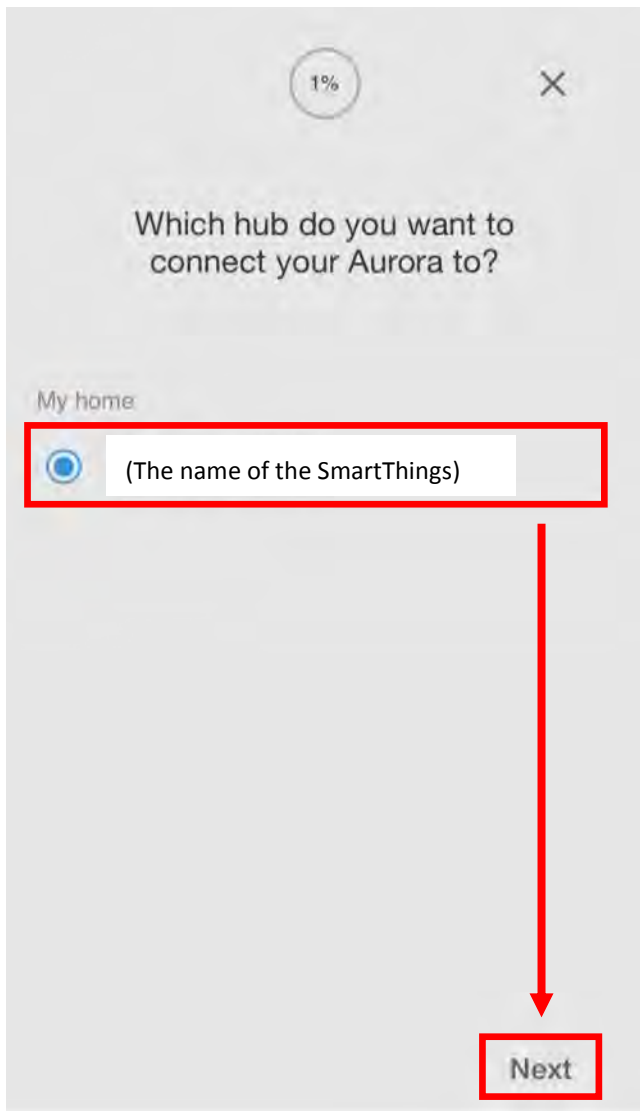 1%
Which hub do you want to
connect your Aurora to?
My home
(The name of the SmartThings)
Next